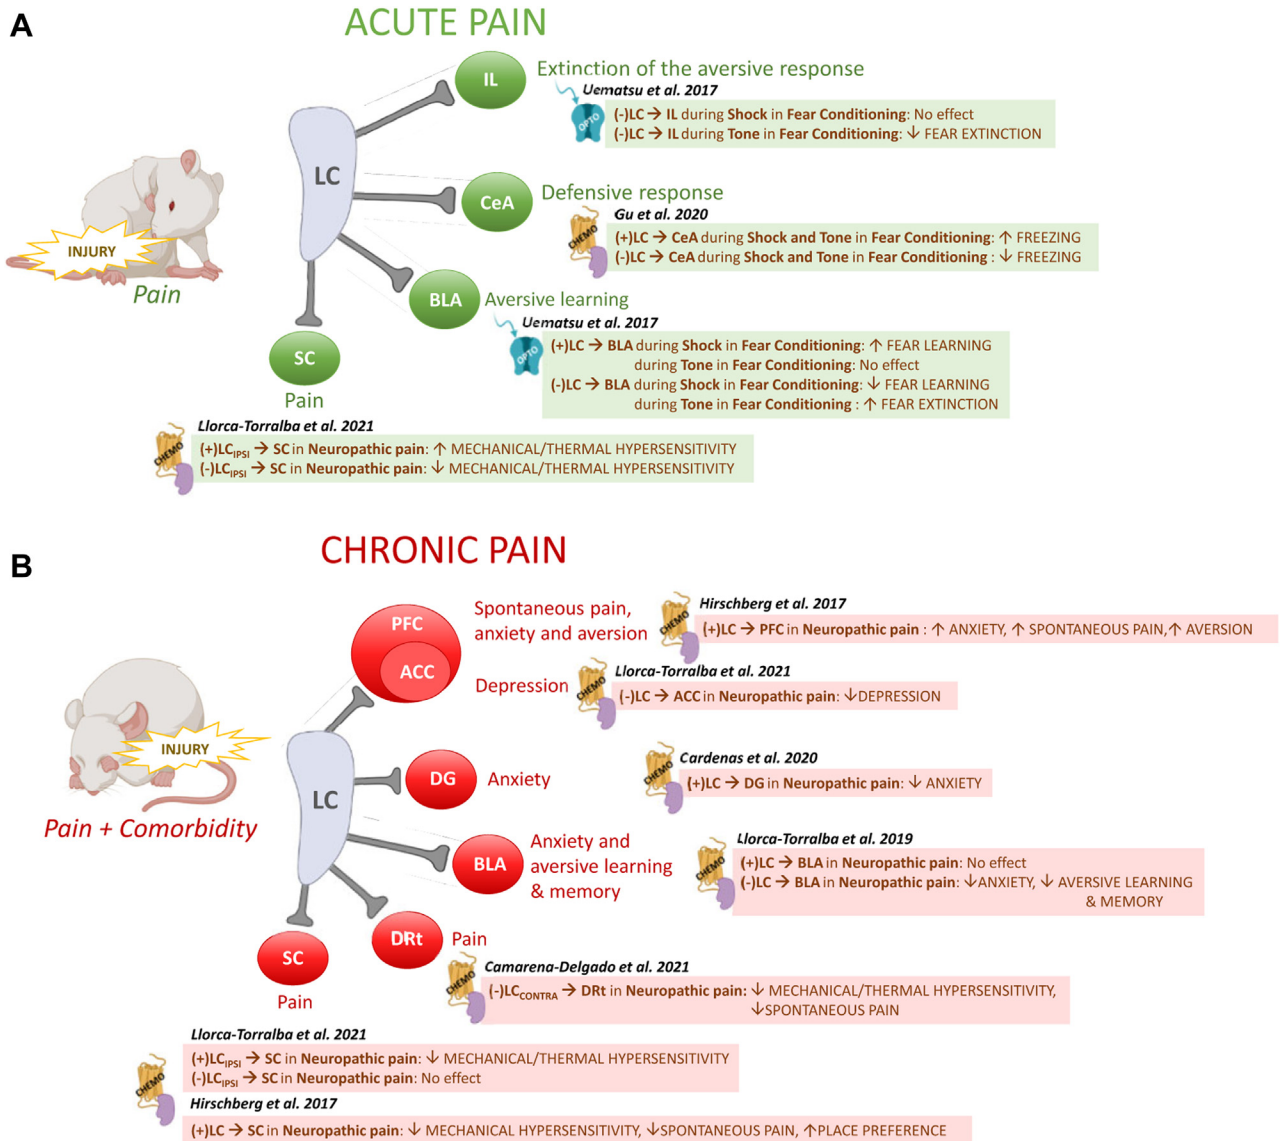 A
ACUTE PAIN
IL
Extinction of the aversive response
Uematsu et al. 2017
OPTO
(-)LC → IL during Shock in Fear Conditioning: No effect
(-)LC → IL during Tone in Fear Conditioning: ↓ FEAR EXTINCTION
LC
INJURY
Pain
CeA
Defensive response
Gu et al. 2020
CHEMO
(+)LC → CeA during Shock and Tone in Fear Conditioning: ↑ FREEZING
(-)LC → CeA during Shock and Tone in Fear Conditioning : ↓ FREEZING
BLA
Aversive learning
Uematsu et al. 2017
OPTO
(+)LC → BLA during Shock in Fear Conditioning: ↑ FEAR LEARNING
during Tone in Fear Conditioning: No effect
(-)LC → BLA during Shock in Fear Conditioning: ↓ FEAR LEARNING
during Tone in Fear Conditioning : ↑ FEAR EXTINCTION
SC
Pain
Llorca-Torralba et al. 2021
CHEMO
(+)LCIPSI → SC in Neuropathic pain: ↑ MECHANICAL/THERMAL HYPERSENSITIVITY
(-)LCIPSI → SC in Neuropathic pain: ↓ MECHANICAL/THERMAL HYPERSENSITIVITY
B
CHRONIC PAIN
PFC
ACC
Spontaneous pain,
anxiety and aversion
Hirschberg et al. 2017
CHEMO
(+)LC → PFC in Neuropathic pain : ↑ ANXIETY, ↑ SPONTANEOUS PAIN,↑ AVERSION
Depression
Llorca-Torralba et al. 2021
CHEMO
(-)LC → ACC in Neuropathic pain: ↓DEPRESSION
INJURY
Pain + Comorbidity
LC
DG
Anxiety
Cardenas et al. 2020
CHEMO
(+)LC → DG in Neuropathic pain: ↓ ANXIETY
BLA
Anxiety and
aversive learning
& memory
Llorca-Torralba et al. 2019
CHEMO
(+)LC → BLA in Neuropathic pain: No effect
(-)LC → BLA in Neuropathic pain: ↓ANXIETY, ↓ AVERSIVE LEARNING
& MEMORY
DRt
Pain
Camarena-Delgado et al. 2021
CHEMO
(-)LCCONTRA → DRt in Neuropathic pain: ↓ MECHANICAL/THERMAL HYPERSENSITIVITY,
↓SPONTANEOUS PAIN
SC
Pain
Llorca-Torralba et al. 2021
CHEMO
(+)LCIPSI → SC in Neuropathic pain: ↓ MECHANICAL/THERMAL HYPERSENSITIVITY
(-)LCIPSI → SC in Neuropathic pain: No effect
Hirschberg et al. 2017
(+)LC → SC in Neuropathic pain: ↓ MECHANICAL HYPERSENSITIVITY, ↓SPONTANEOUS PAIN, ↑PLACE PREFERENCE